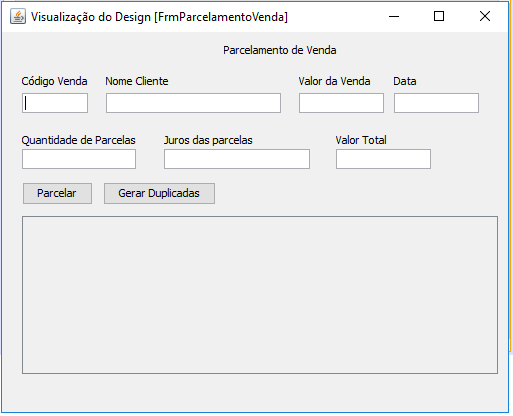 Visualização do Design [FrmParcelamentoVenda]
Parcelamento de Venda
Código Venda Nome Cliente Valor da Venda Data
Quantidade de Parcelas Juros das parcelas Valor Total
Parcelar Gerar Duplicadas